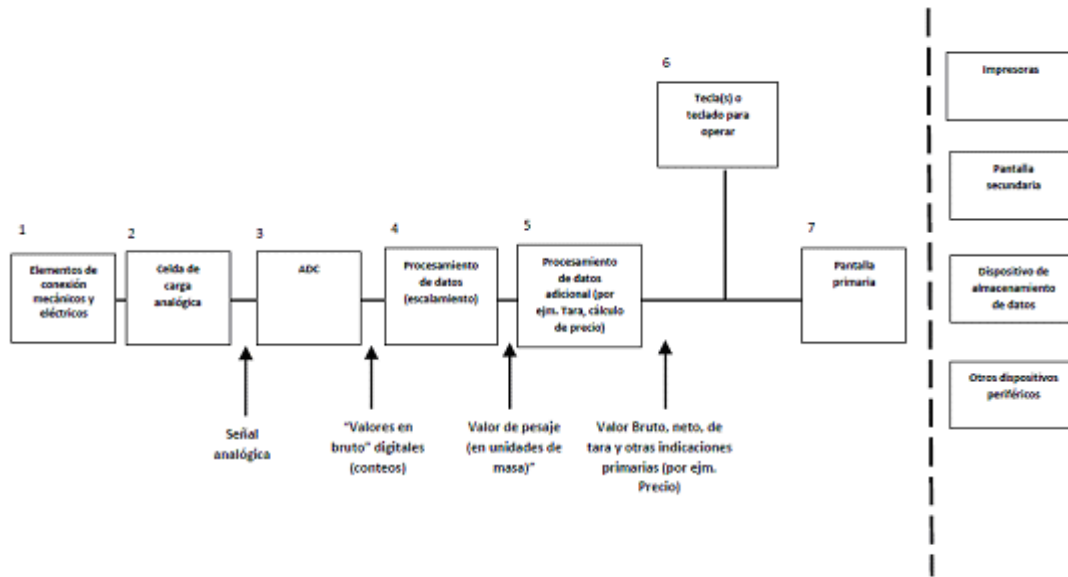 6
Tecla(s) o
teclado para
operar
Impresoras
Pantalla
secundaria
1
Elementos de
conexión
mecánicos y
eléctricos
2
Celda de
carga
analógica
3
ADC
4
Procesamiento
de datos
(escalamiento)
5
Procesamiento
de datos
adicional (por
ejm. Tara, cálculo
de precio)
7
Pantalla
primaria
Dispositivo de
almacenamiento
de datos
Otros dispositivos
periféricos
Señal
analógica
"Valores en
bruto" digitales
(conteos)
Valor de pesaje
(en unidades de
masa)"
Valor Bruto, neto, de
tara y otras indicaciones
primarias (por ejm.
Precio)